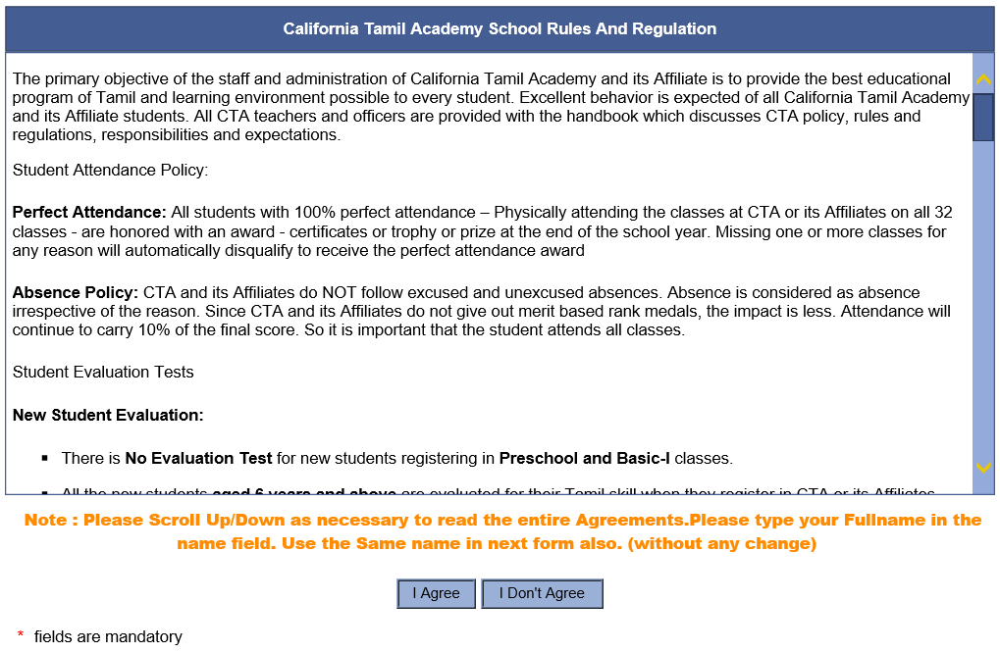 California Tamil Academy School Rules And Regulation
The primary objective of the staff and administration of California Tamil Academy and its Affiliate is to provide the best educational
program of Tamil and learning environment possible to every student. Excellent behavior is expected of all California Tamil Academy
and its Affiliate students. All CTA teachers and officers are provided with the handbook which discusses CTA policy, rules and
regulations, responsibilities and expectations.
Student Attendance Policy:
Perfect Attendance: All students with 100% perfect attendance – Physically attending the classes at CTA or its Affiliates on all 32
classes - are honored with an award - certificates or trophy or prize at the end of the school year. Missing one or more classes for
any reason will automatically disqualify to receive the perfect attendance award
Absence Policy: CTA and its Affiliates do NOT follow excused and unexcused absences. Absence is considered as absence
irrespective of the reason. Since CTA and its Affiliates do not give out merit based rank medals, the impact is less. Attendance will
continue to carry 10% of the final score. So it is important that the student attends all classes.
Student Evaluation Tests
New Student Evaluation:
▪ There is No Evaluation Test for new students registering in Preschool and Basic-I classes.
▪ All the new students aged 6 years and above are evaluated for their Tamil skill when they register in CTA or its Affiliates
Note : Please Scroll Up/Down as necessary to read the entire Agreements.Please type your Fullname in the
name field. Use the Same name in next form also. (without any change)
I Agree I Don't Agree
* fields are mandatory